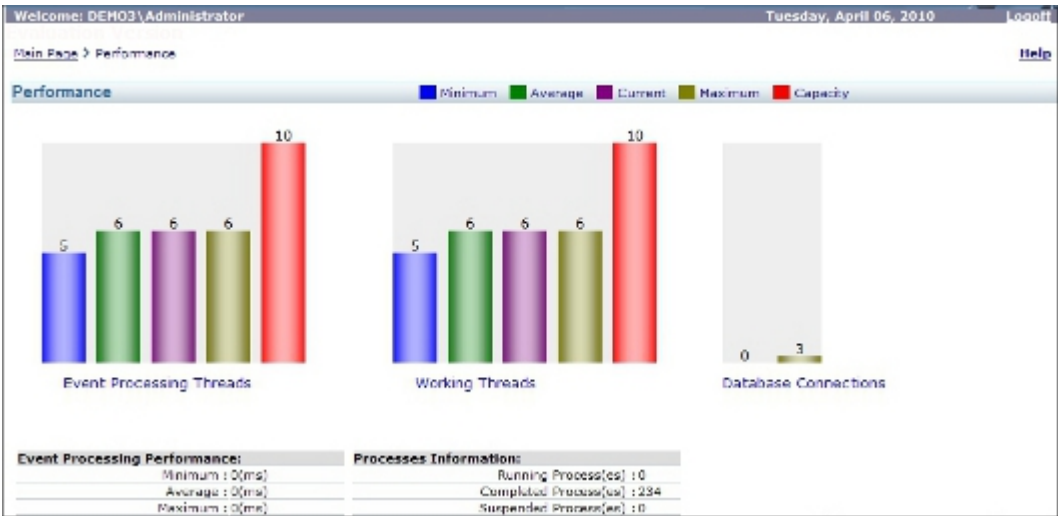 Welcome: DEMO3\Administrator Tuesday, April 06, 2010 Logoff
Evaluation Version
Main Page > Performance Help
Performance Minimum Average Current Maximum Capacity
10 10
6 6 6 6 6 6
5 5
0 3
Event Processing Threads Working Threads Database Connections
Event Processing Performance: Processes Information:
Minimum : 0(ms) Running Process(es) : 0
Average : 0(ms) Completed Process(es) : 234
Maximum : 0(ms) Suspended Process(es) : 0